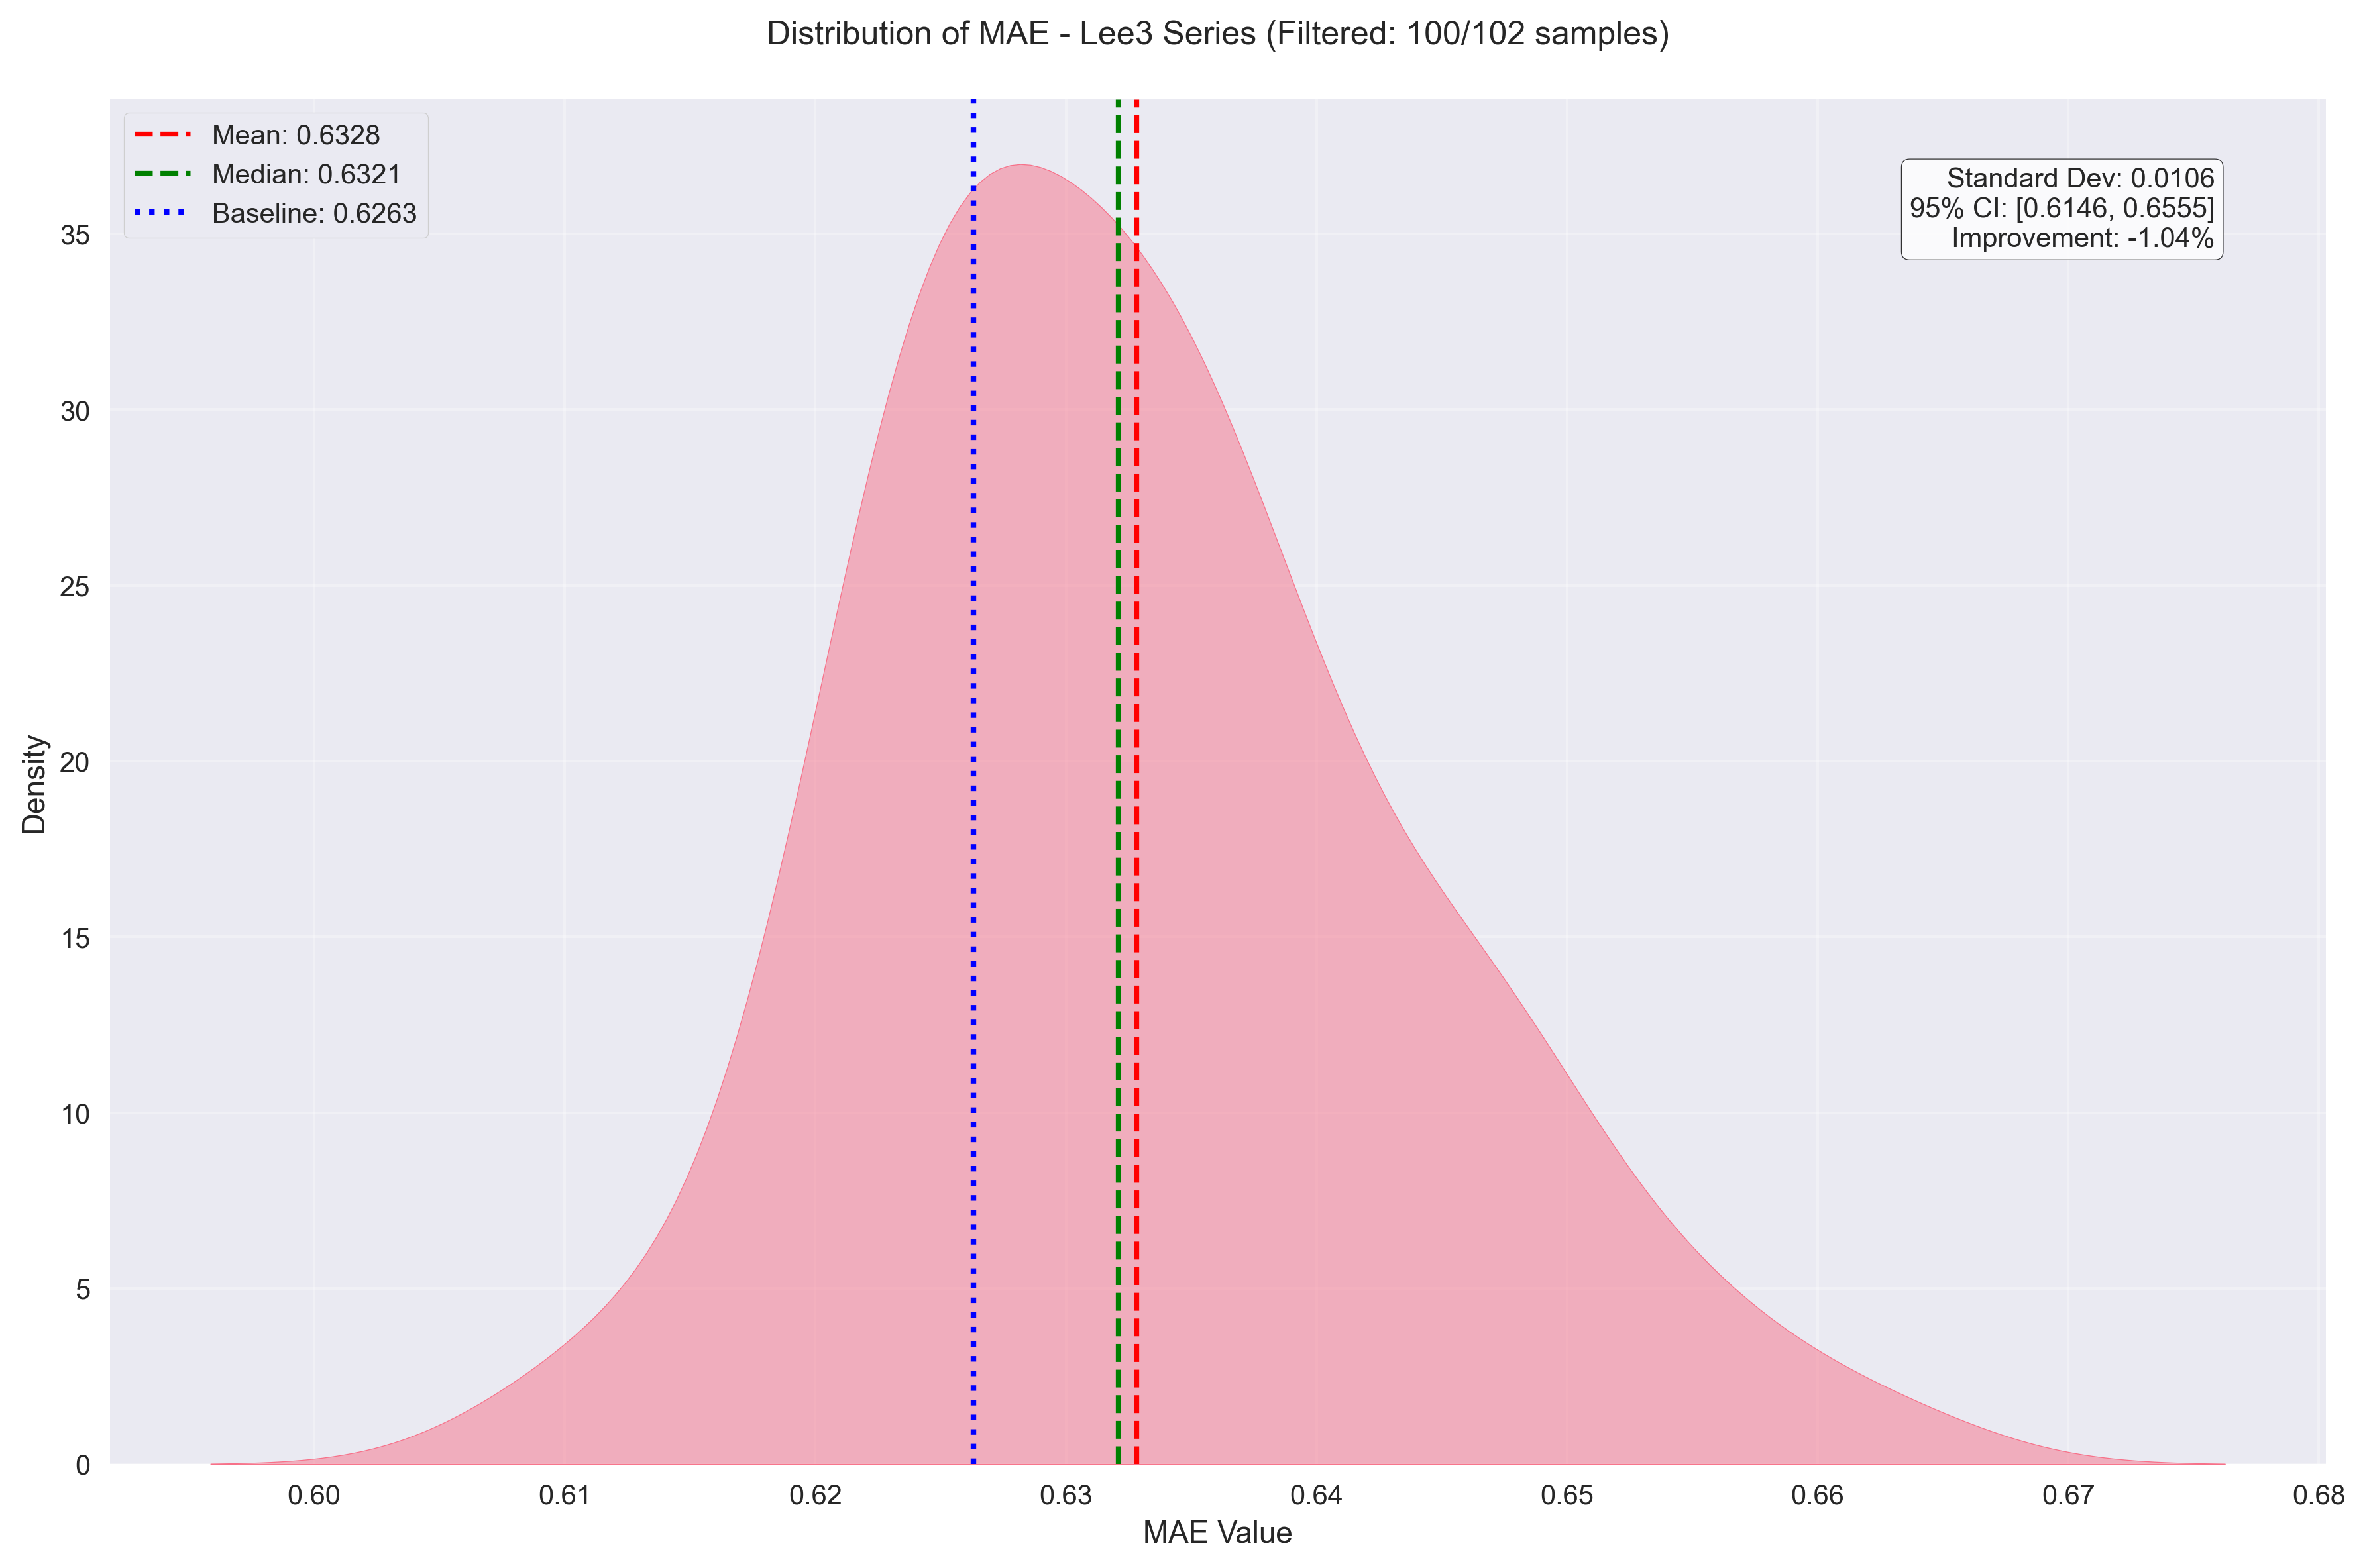 Distribution of MAE - Lee3 Series (Filtered: 100/102 samples)
Mean: 0.6328
Median: 0.6321
Baseline: 0.6263
Standard Dev: 0.0106
95% CI: [0.6146, 0.6555]
Improvement: -1.04%
Density
35
30
25
20
15
10
5
0
0.60 0.61 0.62 0.63 0.64 0.65 0.66 0.67 0.68
MAE Value